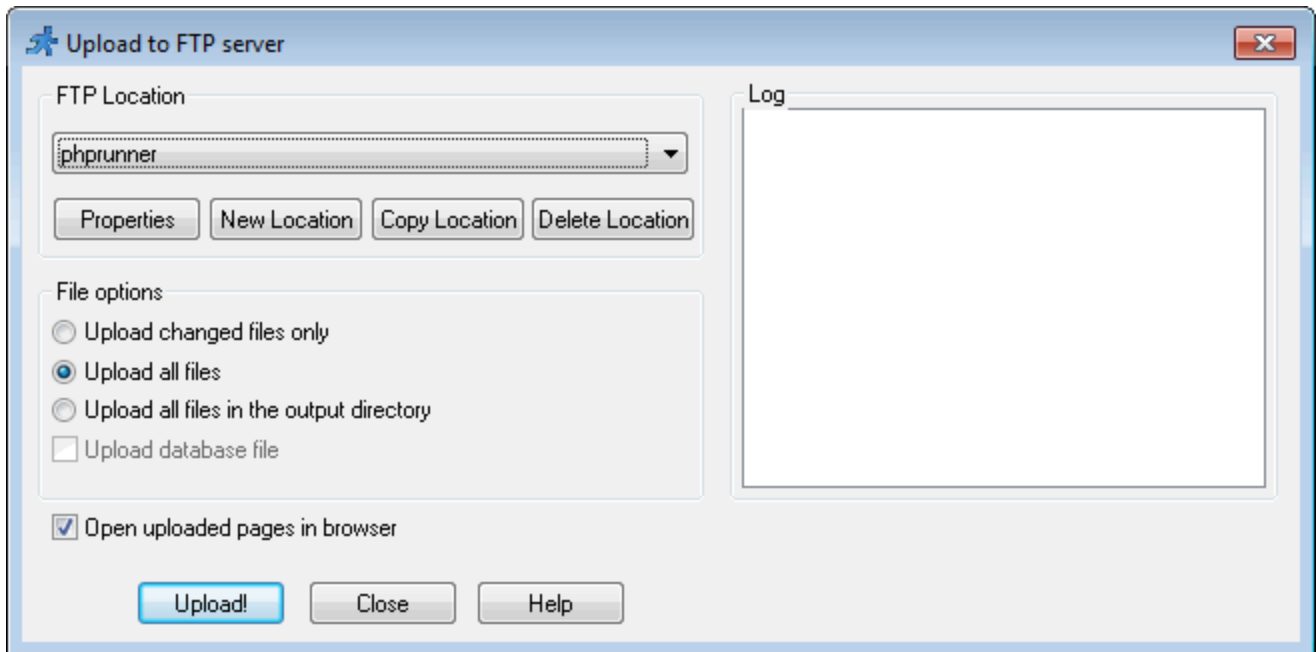 Upload to FTP server
FTP Location
phprunner
Properties New Location Copy Location Delete Location
File options
Upload changed files only
Upload all files
Upload all files in the output directory
Upload database file
Open uploaded pages in browser
Upload! Close Help
Log